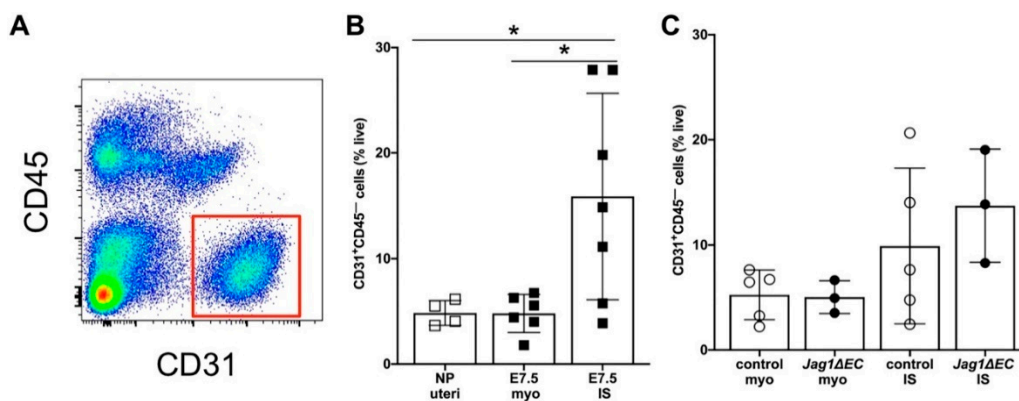 A
CD45
CD31
B
CD31⁺CD45⁻ cells (% live)
30
20
10
0
*
*
NP
uteri
E7.5
myo
E7.5
IS
C
CD31⁺CD45⁻ cells (% live)
30
20
10
0
control
myo
Jag1ΔEC
myo
control
IS
Jag1ΔEC
IS